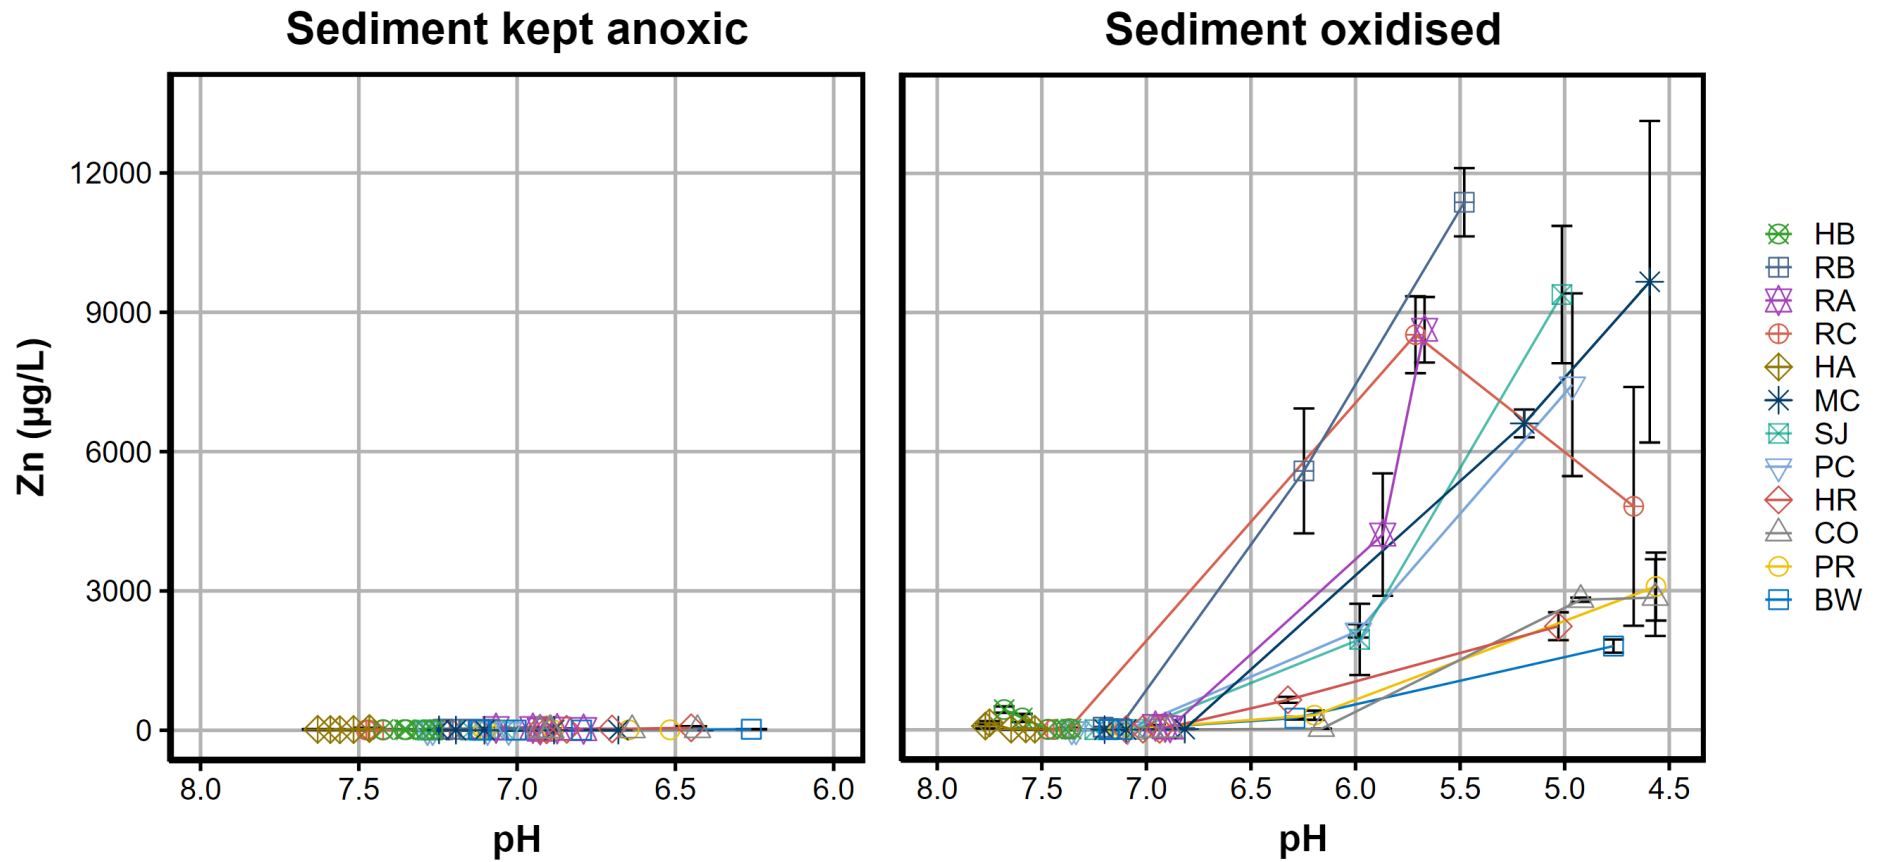 Sediment kept anoxic
Sediment oxidised
Zn (µg/L)
12000
9000
6000
3000
0
8.0 7.5 7.0 6.5 6.0
8.0 7.5 7.0 6.5 6.0 5.5 5.0 4.5
pH
pH
HB
RB
RA
RC
HA
MC
SJ
PC
HR
CO
PR
BW